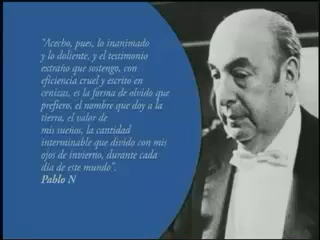 "Acecho, pues, lo inanimado
y lo doliente, y el testimonio
extraño que sostengo, con
eficiencia cruel y escrito en
cenizas, es la forma de olvido que
prefiero, el nombre que doy a la
tierra, el valor de
mis sueños, la cantidad
interminable que divido con mis
ojos de invierno, durante cada
día de este mundo".
Pablo N